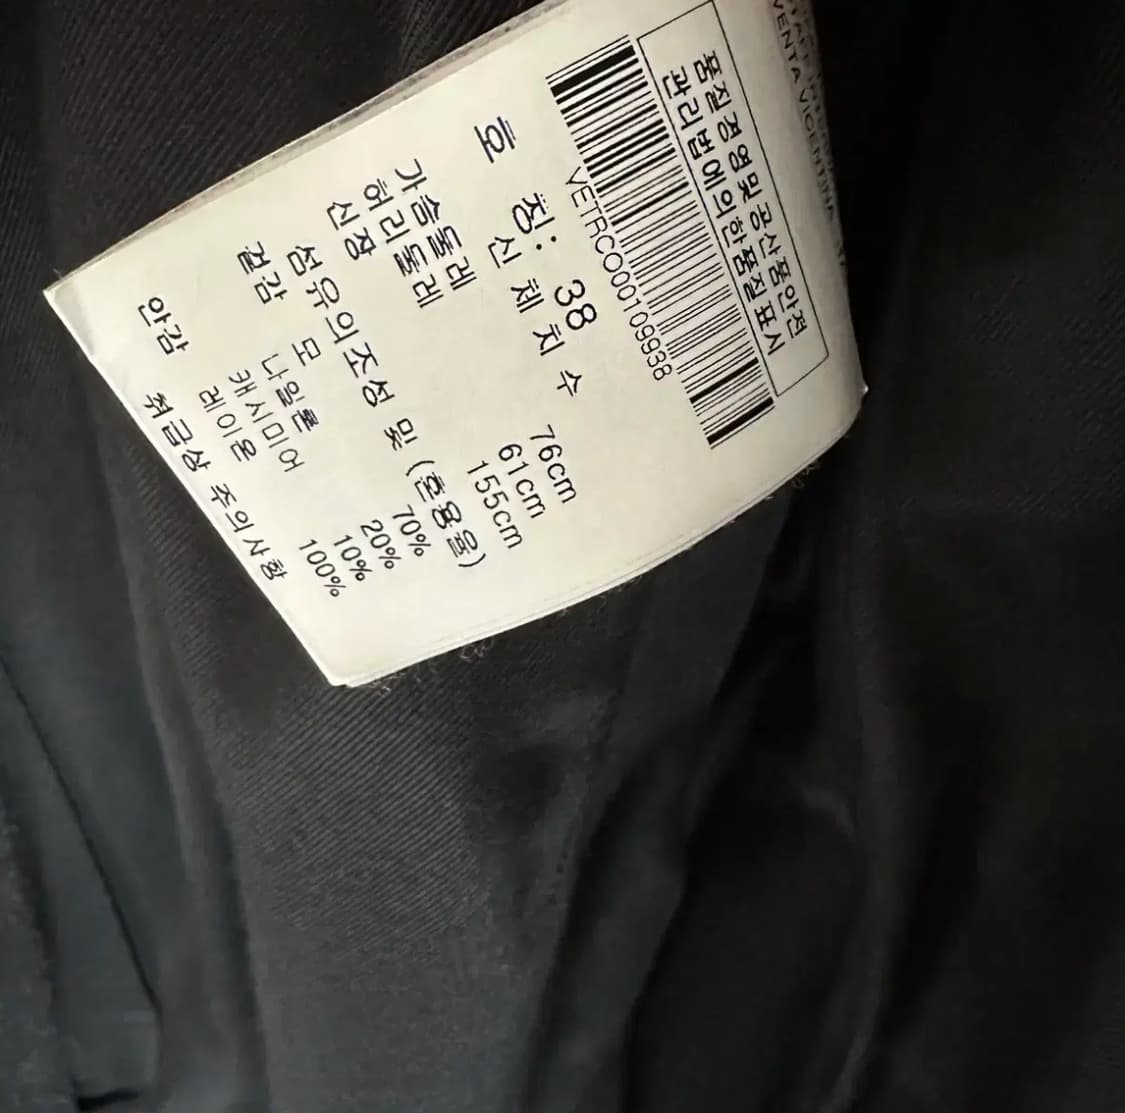 품질경영및 공산품안전
관리법에의한품질표시
VETRCO00109938
호 칭: 38
신 체 치 수
가슴둘레 76cm
허리둘레 61cm
신장 155cm
섬유의조성 및 (혼용율)
겉감 모 70%
나일론 20%
캐시미어 10%
안감 레이온 100%
취급상 주의사항